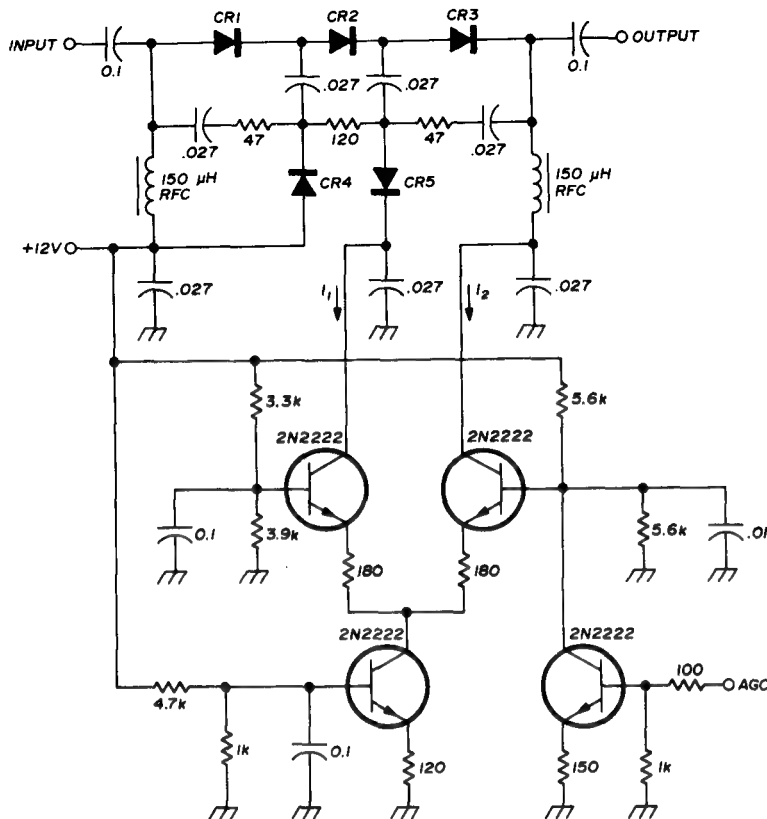 CR1
CR2
CR3
INPUT
0.1
.027
.027
0.1
OUTPUT
.027
47
120
47
.027
150 µH
RFC
CR4
CR5
150 µH
RFC
+12V
.027
I1
.027
I2
.027
3.3k
5.6k
2N2222
2N2222
0.1
3.9k
5.6k
.01
180
180
2N2222
2N2222
4.7k
100
AGC
1k
0.1
120
150
1k